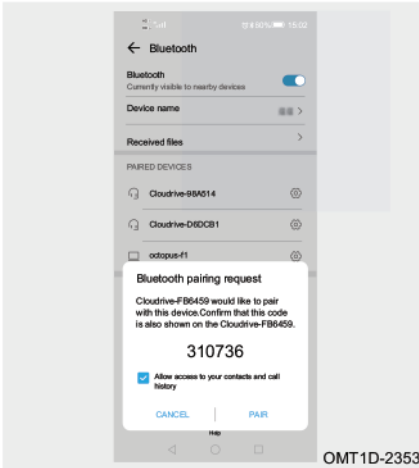 15:02
← Bluetooth
Bluetooth
Currently visible to nearby devices
Device name
Received files
PAIRED DEVICES
Cloudrive-98A514
Cloudrive-D6DCB1
octopus-f1
Bluetooth pairing request
Cloudrive-FB6459 would like to pair
with this device.Confirm that this code
is also shown on the Cloudrive-FB6459.
310736
Allow access to your contacts and call
history
CANCEL PAIR
Help
OMT1D-2353